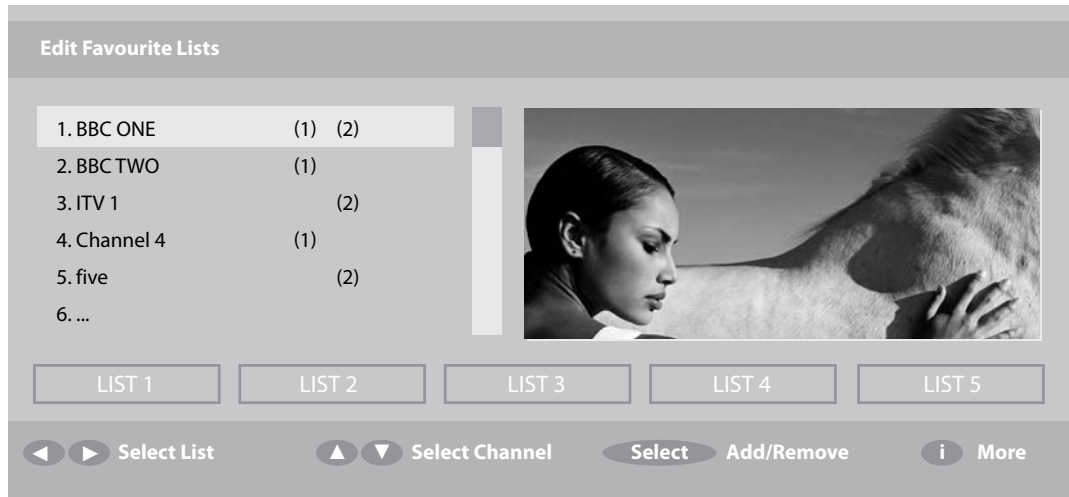 Edit Favourite Lists
1. BBC ONE (1) (2)
2. BBC TWO (1)
3. ITV 1 (2)
4. Channel 4 (1)
5. five (2)
6. ...
LIST 1 LIST 2 LIST 3 LIST 4 LIST 5
Select List Select Channel Select Add/Remove i More